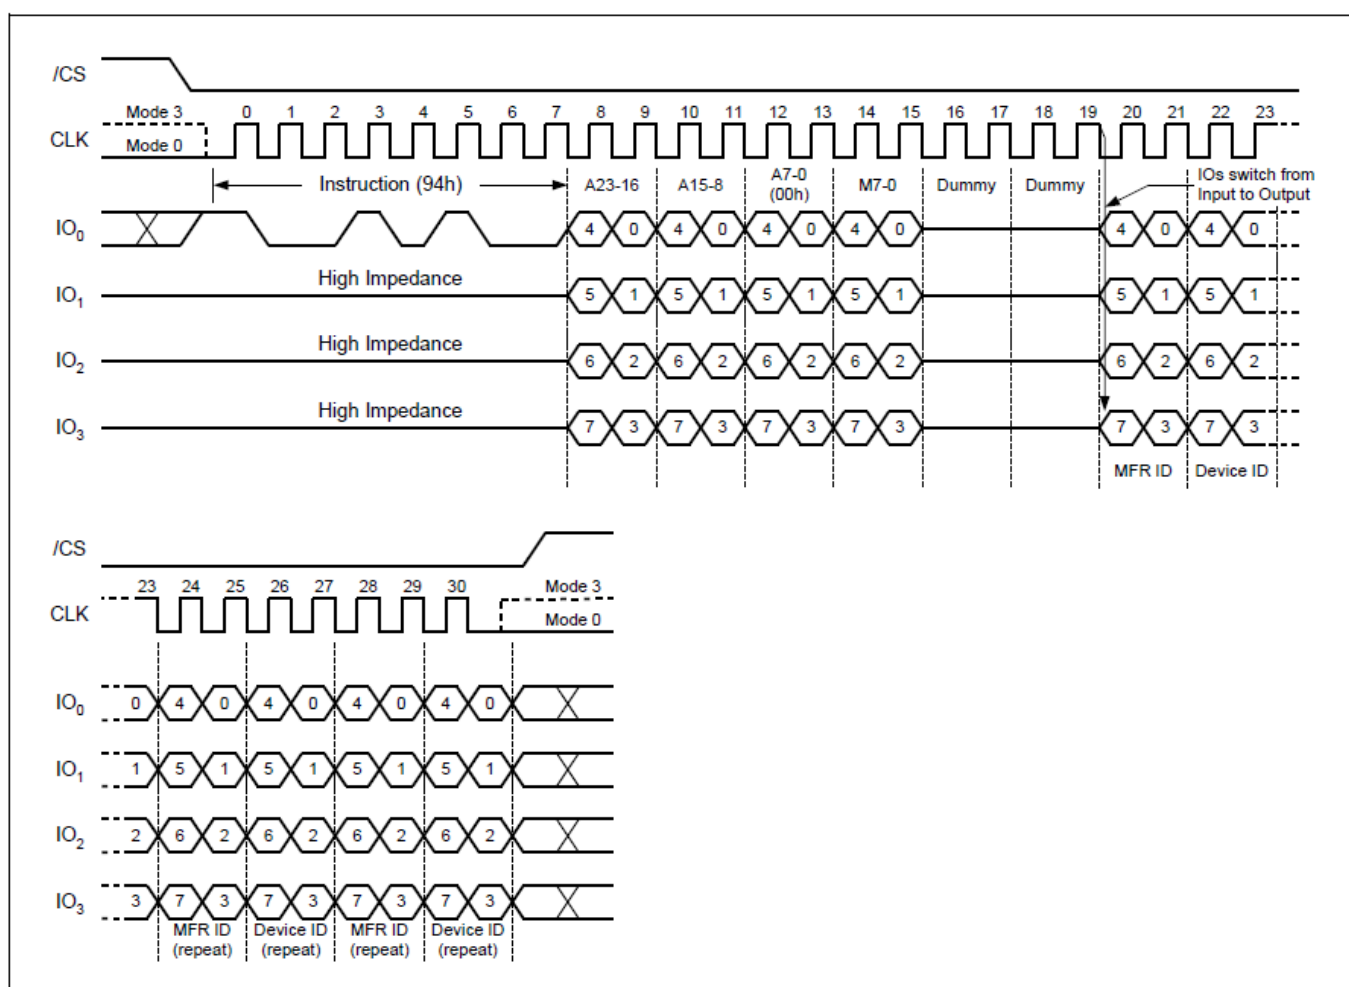 /CS
Mode 3 0 1 2 3 4 5 6 7 8 9 10 11 12 13 14 15 16 17 18 19 20 21 22 23
CLK
Mode 0
Instruction (94h) A23-16 A15-8 A7-0 (00h) M7-0 Dummy Dummy IOs switch from
Input to Output
IO0 4 0 4 0 4 0 4 0 4 0 4 0
High Impedance
IO1 5 1 5 1 5 1 5 1 5 1 5 1
High Impedance
IO2 6 2 6 2 6 2 6 2 6 2 6 2
High Impedance
IO3 7 3 7 3 7 3 7 3 7 3 7 3
MFR ID Device ID
/CS
23 24 25 26 27 28 29 30 Mode 3
CLK
Mode 0
IO0 0 4 0 4 0 4 0 4 0
IO1 1 5 1 5 1 5 1 5 1
IO2 2 6 2 6 2 6 2 6 2
IO3 3 7 3 7 3 7 3 7 3
MFR ID Device ID MFR ID Device ID
(repeat) (repeat) (repeat) (repeat)